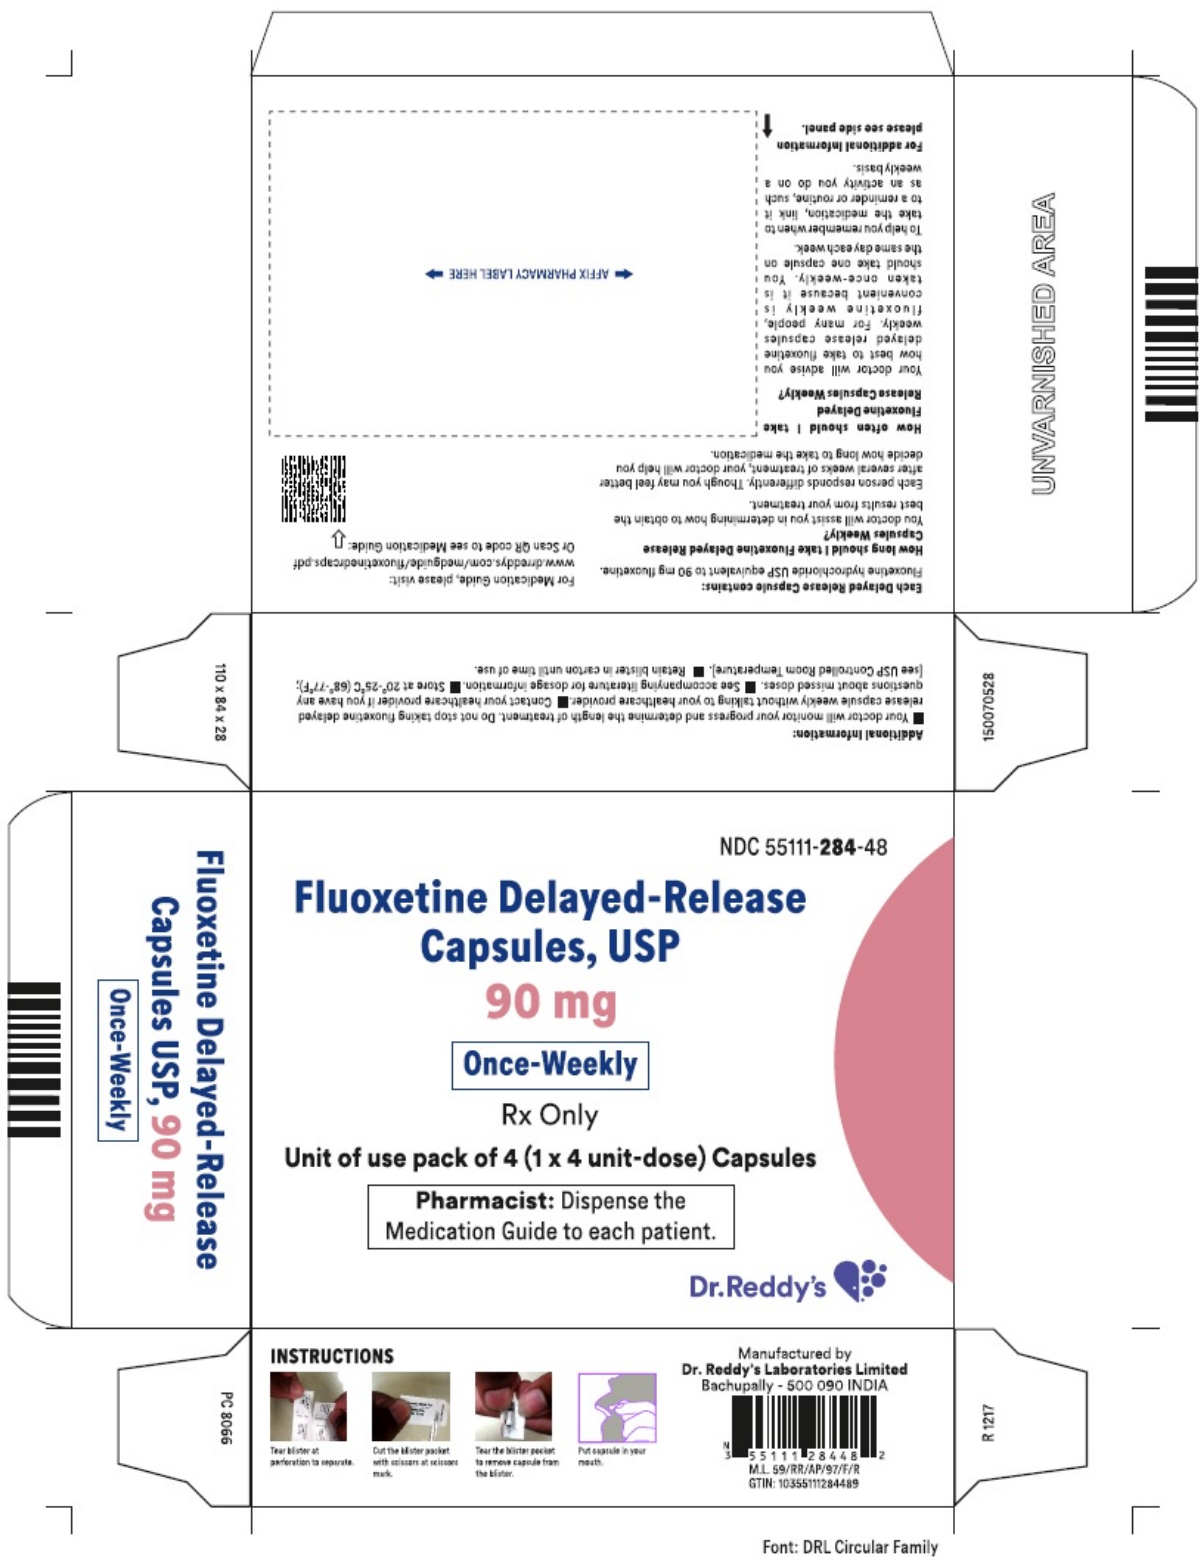 please see side panel.
For additional Information
weekly basis.
as an activity you do on a
to a reminder or routine, such
take the medication, link it
To help you remember when to
the same day each week.
should take one capsule on
taken once-weekly. You
convenient because it is
fluoxetine weekly is
weekly. For many people,
delayed release capsules
how best to take fluoxetine
Your doctor will advise you
Release Capsules Weekly?
Fluoxetine Delayed
How often should I take
AFFIX PHARMACY LABEL HERE
UNVARNISHED AREA
decide how long to take the medication.
after several weeks of treatment, your doctor will help you
Each person responds differently. Though you may feel better
best results from your treatment.
You doctor will assist you in determining how to obtain the
Capsules Weekly?
How long should I take Fluoxetine Delayed Release
Fluoxetine hydrochloride USP equivalent to 90 mg fluoxetine.
Each Delayed Release Capsule contains:
Or Scan QR code to see Medication Guide:
www.drreddys.com/medguide/fluoxetinedrcaps.pdf
For Medication Guide, please visit:
110 x 84 x 28
[see USP Controlled Room Temperature]. ■ Retain blister in carton until time of use.
questions about missed doses. ■ See accompanying literature for dosage information. ■ Store at 20°-25°C (68°-77°F);
release capsule weekly without talking to your healthcare provider. ■ Contact your healthcare provider if you have any
■ Your doctor will monitor your progress and determine the length of treatment. Do not stop taking fluoxetine delayed
Additional Information:
150070528
Fluoxetine Delayed-Release
Capsules USP, 90 mg
Once-Weekly
NDC 55111-284-48
Fluoxetine Delayed-Release
Capsules, USP
90 mg
Once-Weekly
Rx Only
Unit of use pack of 4 (1 x 4 unit-dose) Capsules
Pharmacist: Dispense the
Medication Guide to each patient.
Dr.Reddy's
PC 8066
INSTRUCTIONS
Tear blister at
perforation to separate.
Cut the blister pocket
with scissors at scissors
mark.
Tear the blister pocket
to remove capsule from
the blister.
Put capsule in your
mouth.
Manufactured by
Dr. Reddy's Laboratories Limited
Bachupally - 500 090 INDIA
N
3 55111 28448 2
M.L. 59/RR/AP/97/F/R
GTIN: 10355111284489
R 1217
Font: DRL Circular Family